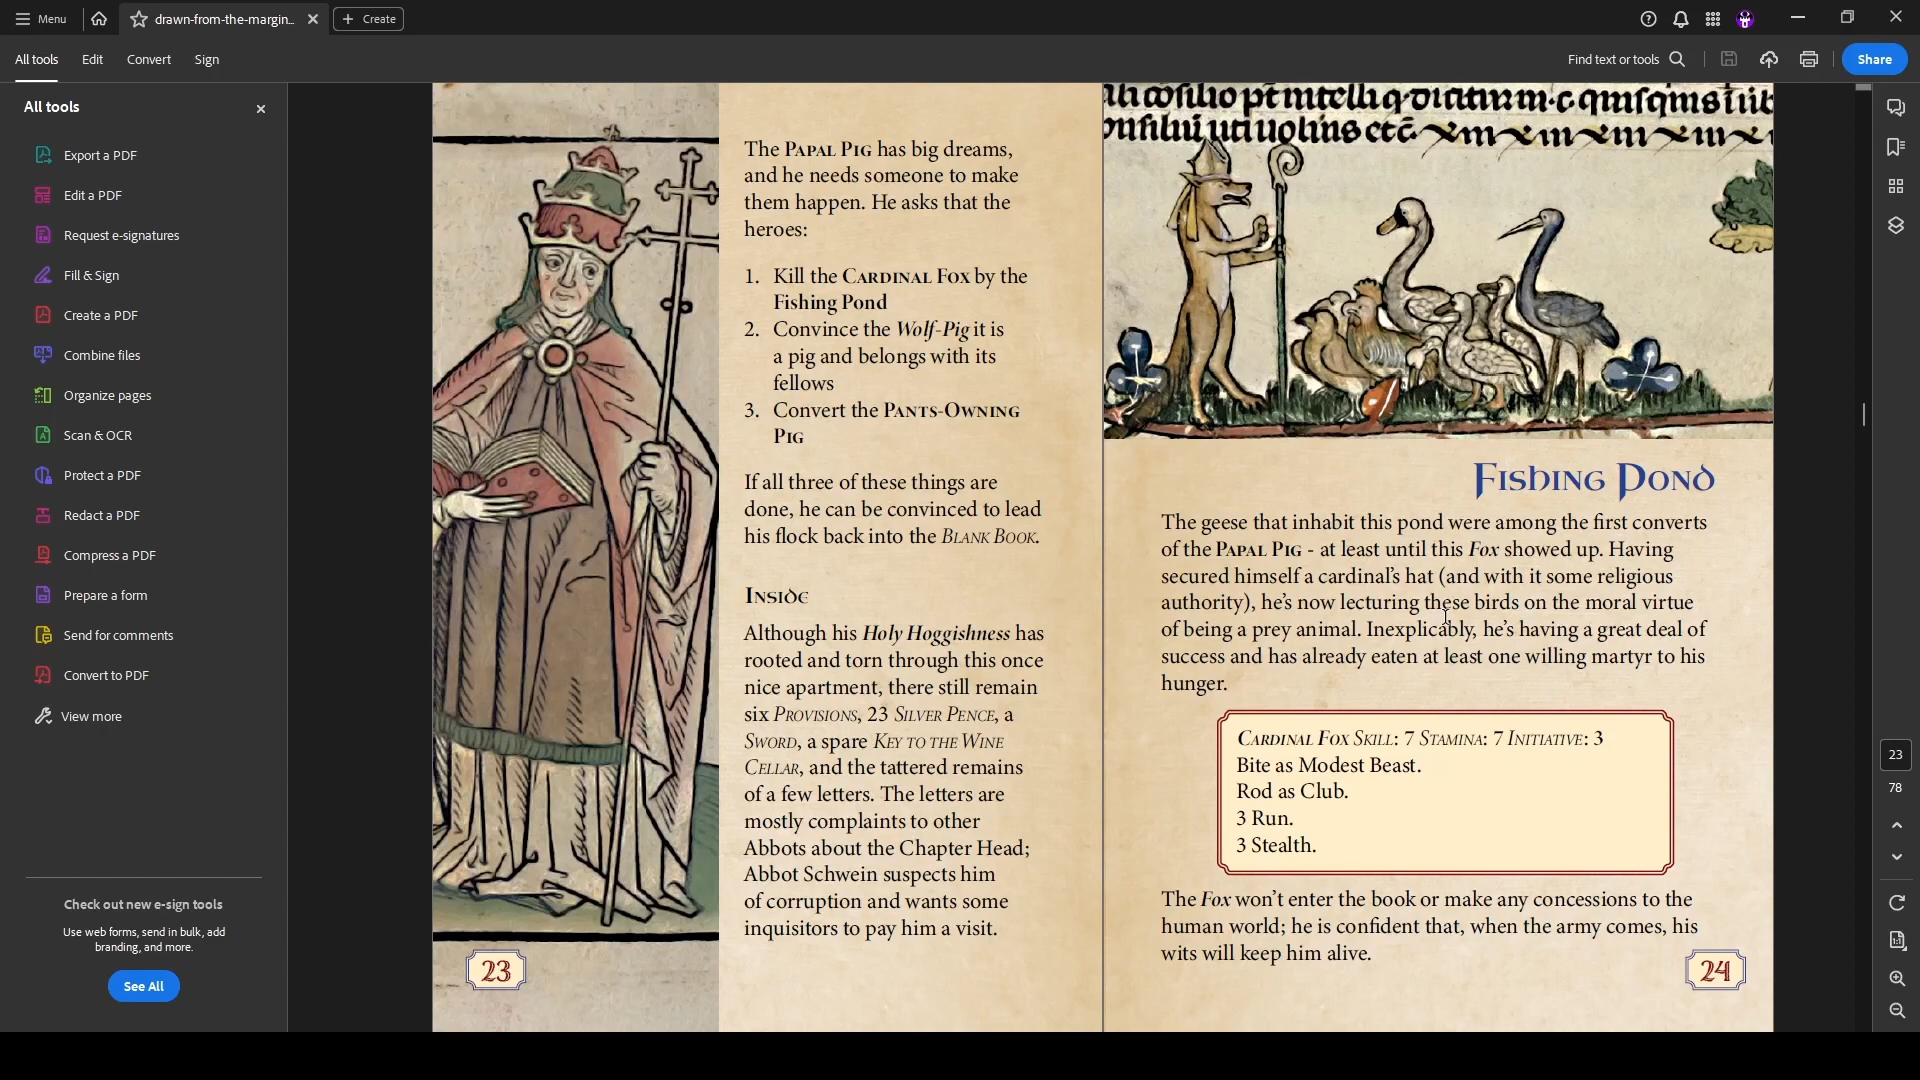 Menu
drawn-from-the-margin...
Create
All tools
Edit
Convert
Sign
Find text or tools
Share
All tools
Export a PDF
Edit a PDF
Request e-signatures
Fill & Sign
Create a PDF
Combine files
Organize pages
Scan & OCR
Protect a PDF
Redact a PDF
Compress a PDF
Prepare a form
Send for comments
Convert to PDF
View more
Check out new e-sign tools
Use web forms, send in bulk, add
branding, and more.
See All
The Papal Pig has big dreams,
and he needs someone to make
them happen. He asks that the
heroes:
1. Kill the Cardinal Fox by the
Fishing Pond
2. Convince the Wolf-Pig it is
a pig and belongs with its
fellows
3. Convert the Pants-Owning
Pig
If all three of these things are
done, he can be convinced to lead
his flock back into the Blank Book.
Inside
Although his Holy Hoggishness has
rooted and torn through this once
nice apartment, there still remain
six Provisions, 23 Silver Pence, a
Sword, a spare Key to the Wine
Cellar, and the tattered remains
of a few letters. The letters are
mostly complaints to other
Abbots about the Chapter Head;
Abbot Schwein suspects him
of corruption and wants some
inquisitors to pay him a visit.
23
Fishing Pond
The geese that inhabit this pond were among the first converts
of the Papal Pig - at least until this Fox showed up. Having
secured himself a cardinal's hat (and with it some religious
authority), he's now lecturing these birds on the moral virtue
of being a prey animal. Inexplicably, he's having a great deal of
success and has already eaten at least one willing martyr to his
hunger.
Cardinal Fox Skill: 7 Stamina: 7 Initiative: 3
Bite as Modest Beast.
Rod as Club.
3 Run.
3 Stealth.
The Fox won't enter the book or make any concessions to the
human world; he is confident that, when the army comes, his
wits will keep him alive.
24
23
78